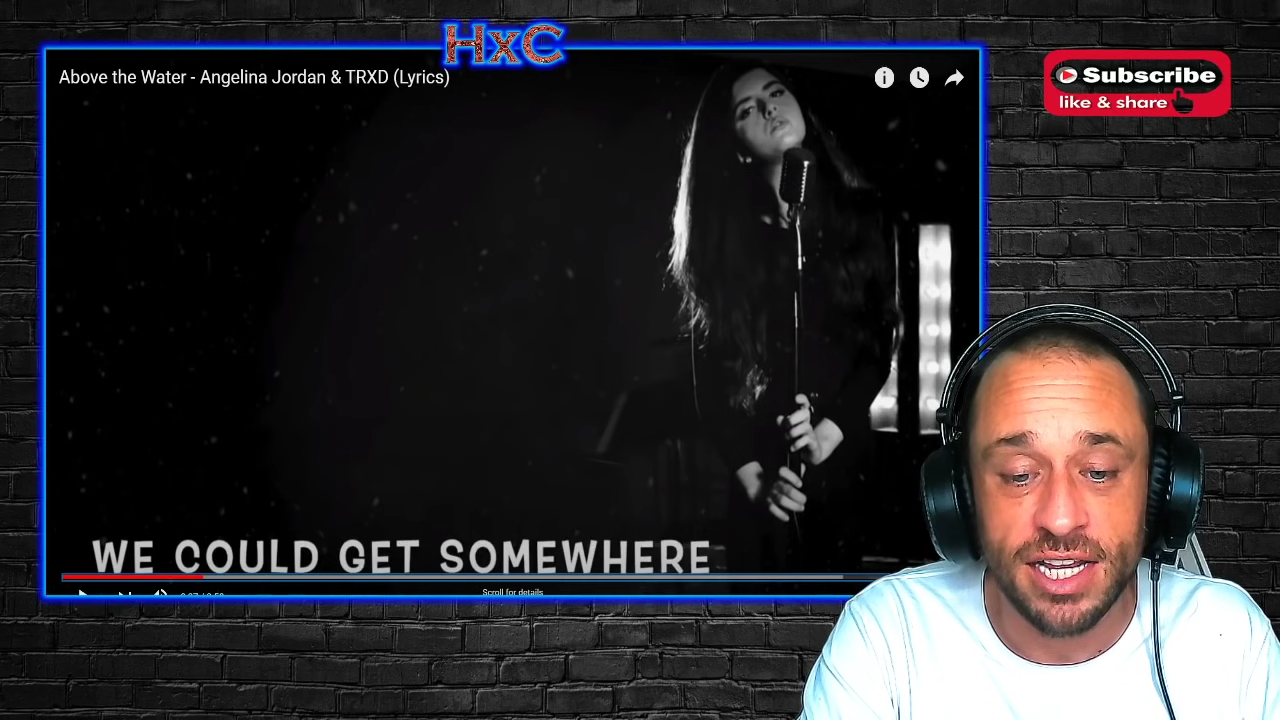 HxC
Above the Water - Angelina Jordan & TRXD (Lyrics)
Subscribe
like & share
WE COULD GET SOMEWHERE
Scroll for details